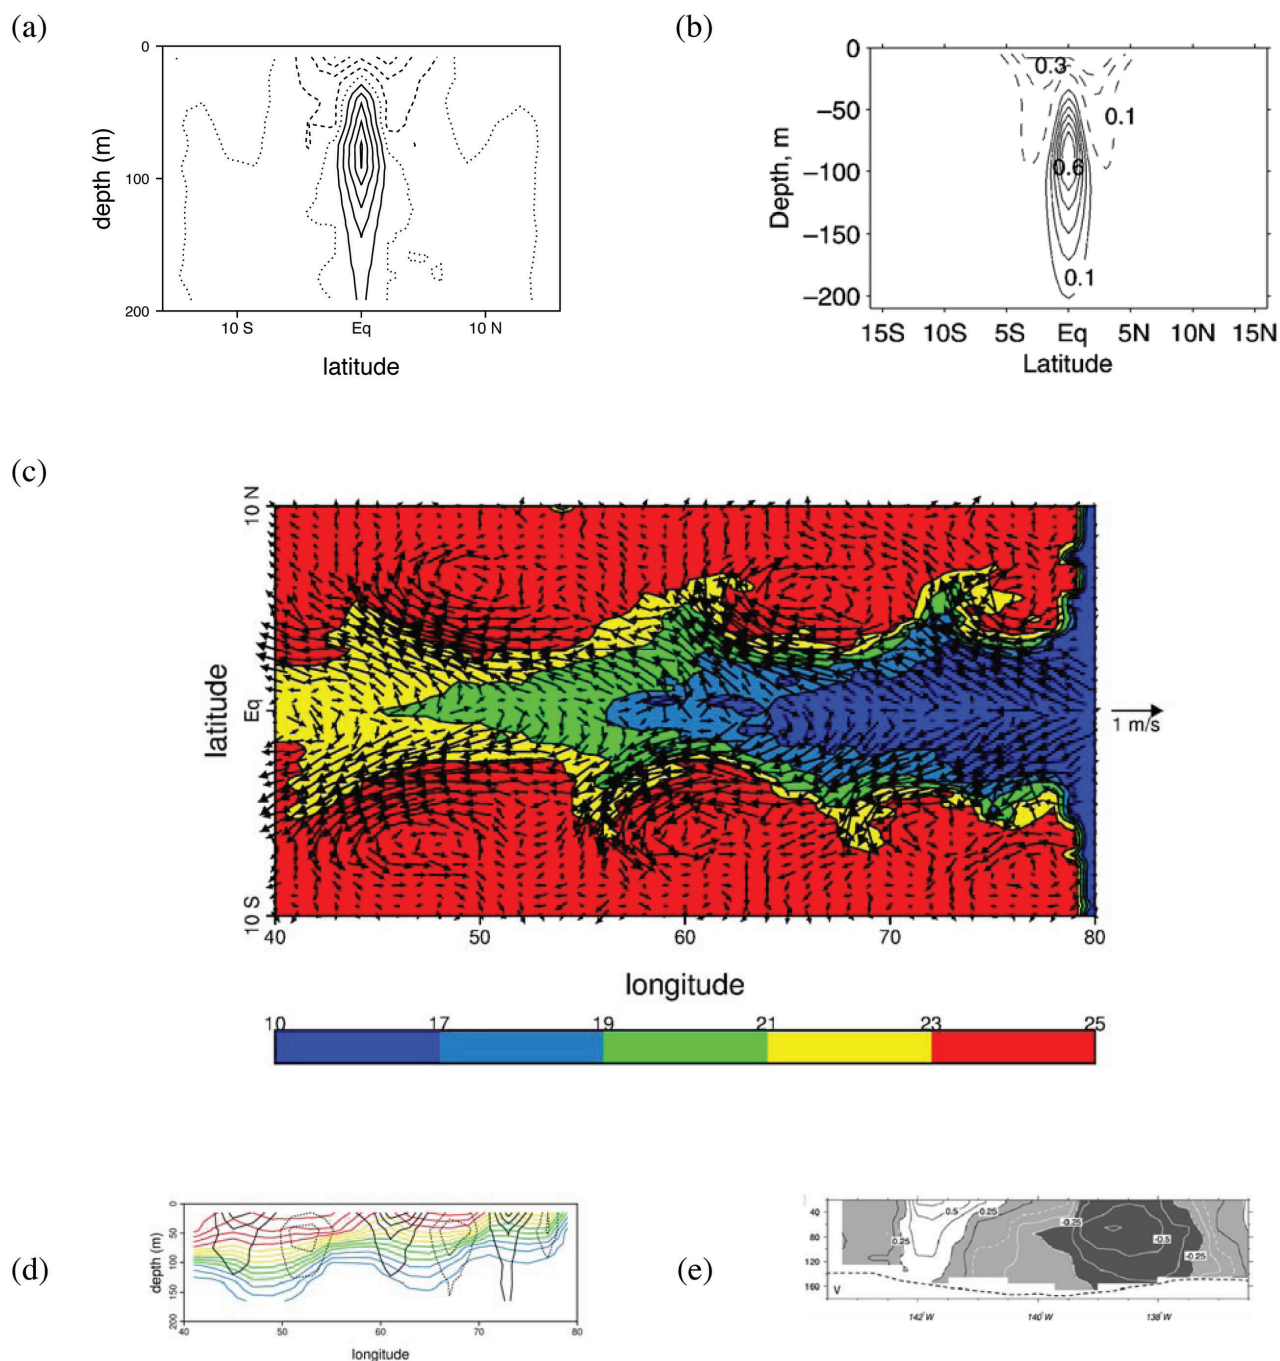 (a)
(b)
0
100
200
depth (m)
10 S
Eq
10 N
latitude
0
−50
−100
−150
−200
Depth, m
0.3
0.1
0.6
0.1
15S 10S 5S Eq 5N 10N 15N
Latitude
(c)
10 N
Eq
10 S
latitude
1 m/s
40 50 60 70 80
longitude
10 17 19 21 23 25
(d)
0
50
100
150
200
depth (m)
40 50 60 70 80
longitude
(e)
40
80
120
160
V
0.25
0.5
0.25
-0.25
-0.5
-0.25
142°W 140°W 138°W